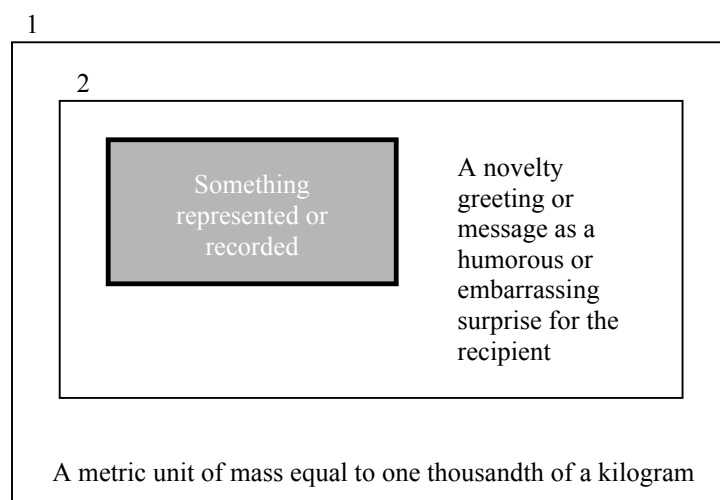 1
2
Something
represented or
recorded
A novelty
greeting or
message as a
humorous or
embarrassing
surprise for the
recipient
A metric unit of mass equal to one thousandth of a kilogram